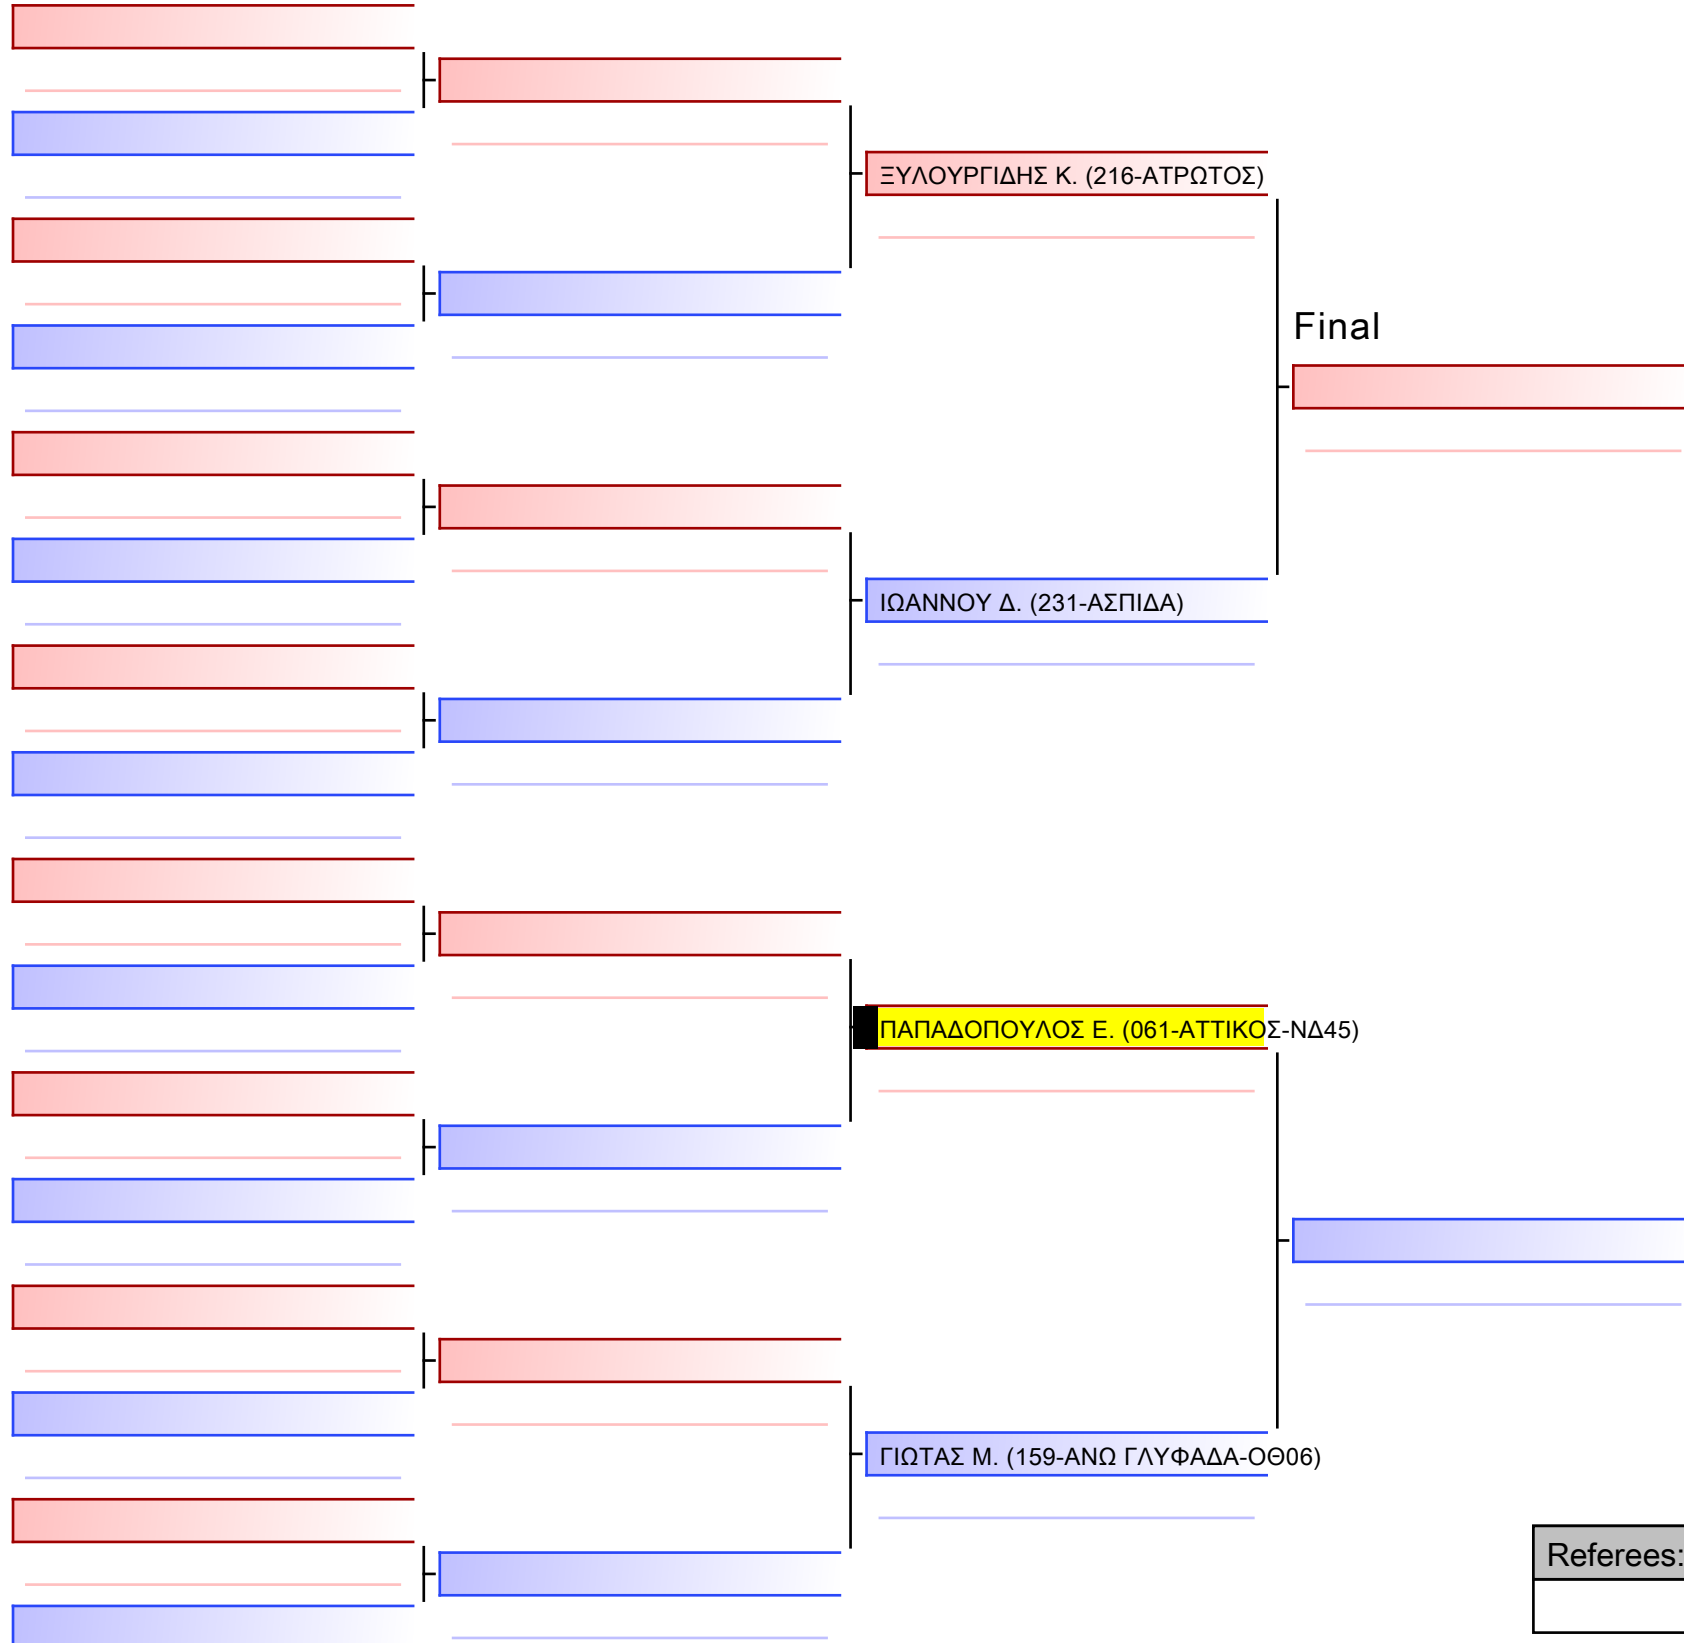 ΞΥΛΟΥΡΓΙΔΗΣ Κ. (216-ΑΤΡΩΤΟΣ)
Final
ΙΩΑΝΝΟΥ Δ. (231-ΑΣΠΙΔΑ)
ΠΑΠΑΔΟΠΟΥΛΟΣ Ε. (061-ΑΤΤΙΚΟΣ-ΝΔ45)
ΓΙΩΤΑΣ Μ. (159-ΑΝΩ ΓΛΥΦΑΔΑ-ΟΘ06)
Referees: